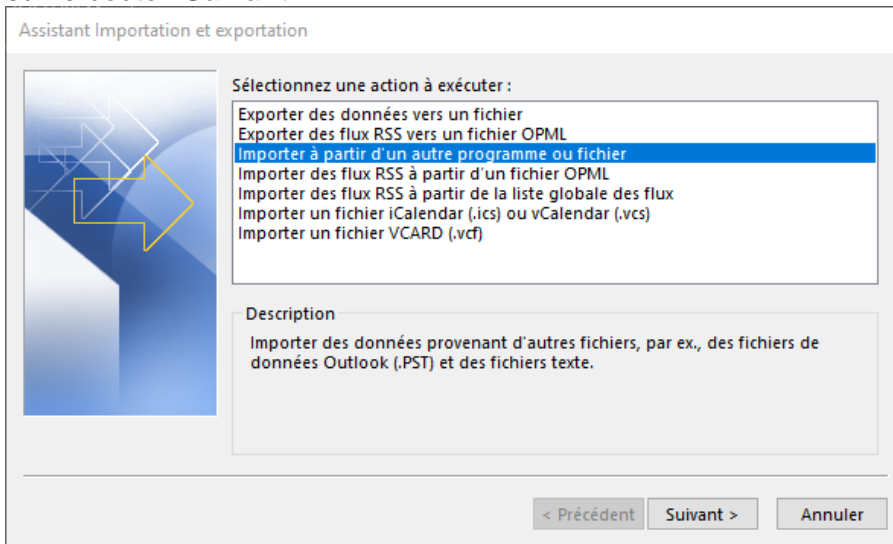 Assistant Importation et exportation
Sélectionnez une action à exécuter :
Exporter des données vers un fichier
Exporter des flux RSS vers un fichier OPML
Importer à partir d'un autre programme ou fichier
Importer des flux RSS à partir d'un fichier OPML
Importer des flux RSS à partir de la liste globale des flux
Importer un fichier iCalendar (.ics) ou vCalendar (.vcs)
Importer un fichier VCARD (.vcf)
Description
Importer des données provenant d'autres fichiers, par ex., des fichiers de
données Outlook (.PST) et des fichiers texte.
< Précédent
Suivant >
Annuler